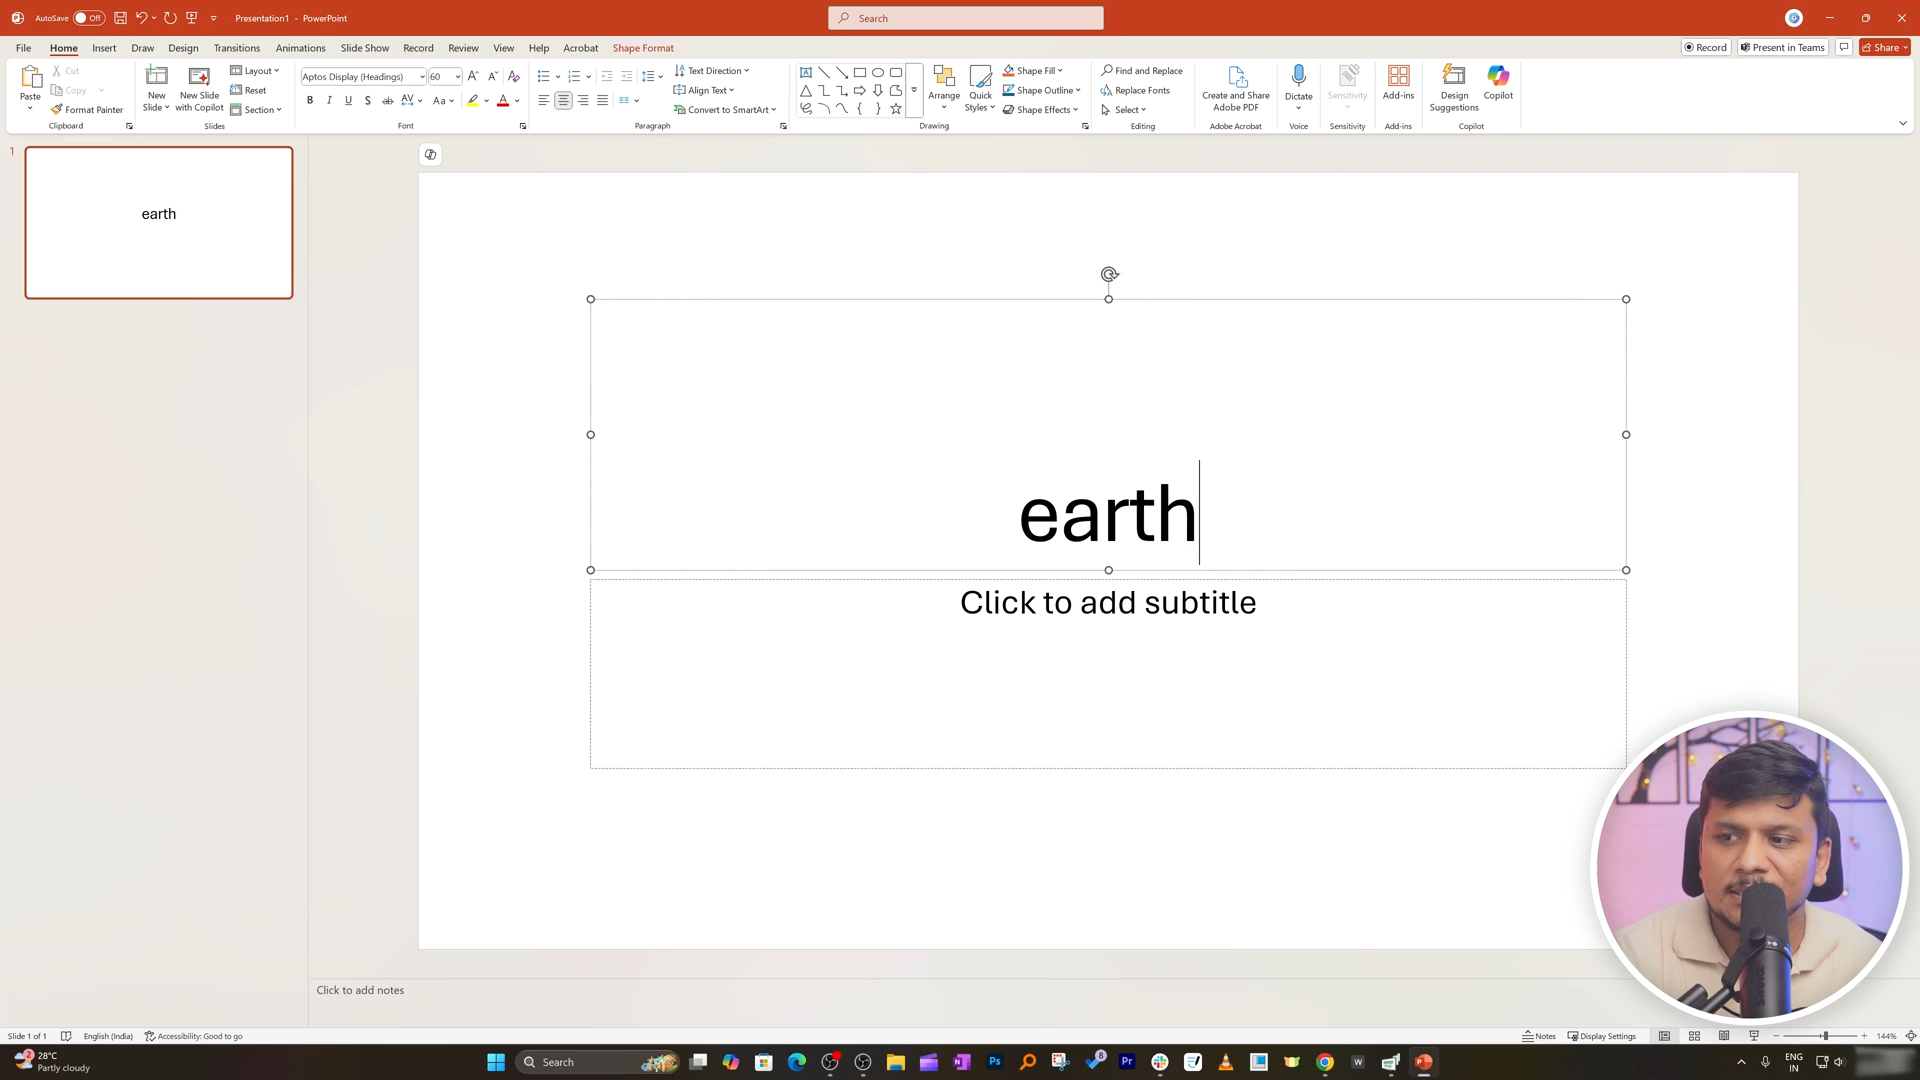 AutoSave Off Presentation1 - PowerPoint Search
File Home Insert Draw Design Transitions Animations Slide Show Record Review View Help Acrobat Shape Format Record Present in Teams Share
Paste
Cut
Copy
Format Painter
Clipboard
New
Slide
New Slide
with Copilot
Layout
Reset
Section
Slides
Aptos Display (Headings) 60
B I U S ab AV Aa A
Font
Text Direction
Align Text
Convert to SmartArt
Paragraph
Arrange
Quick
Styles
Shape Fill
Shape Outline
Shape Effects
Drawing
Find and Replace
Replace Fonts
Select
Editing
Create and Share
Adobe PDF
Adobe Acrobat
Dictate
Voice
Sensitivity
Sensitivity
Add-ins
Add-ins
Design
Suggestions
Copilot
Copilot
1
earth
earth
Click to add subtitle
Click to add notes
Slide 1 of 1 English (India) Accessibility: Good to go Notes Display Settings 144%
28°C
Partly cloudy
Search
ENG
IN